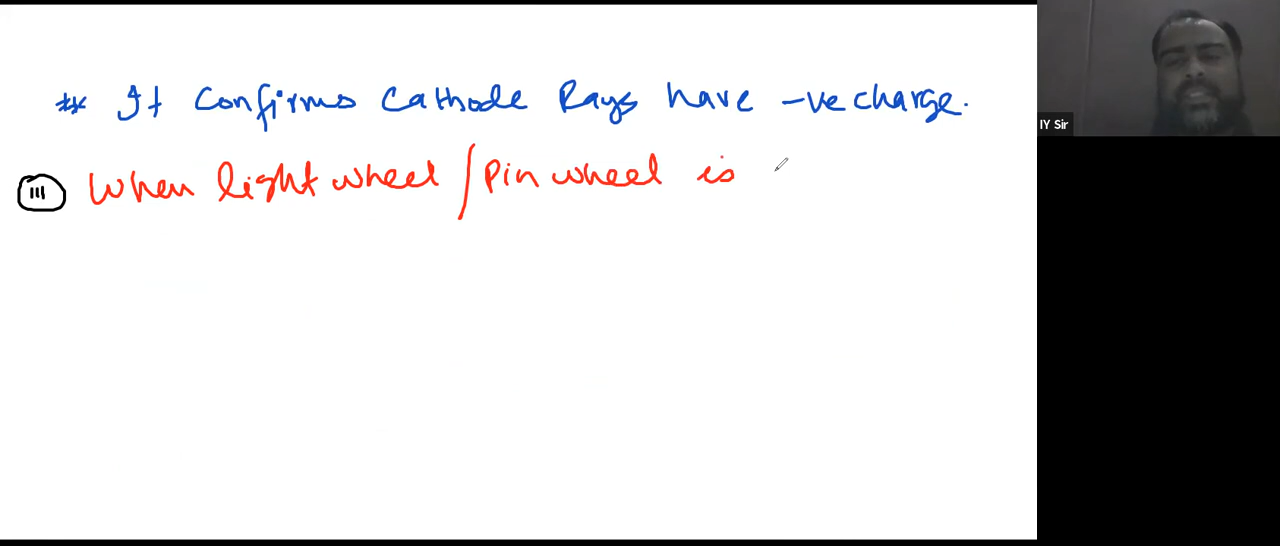 ** It Confirms Cathode Rays have -ve charge.
IY Sir
III When light wheel / Pin wheel is